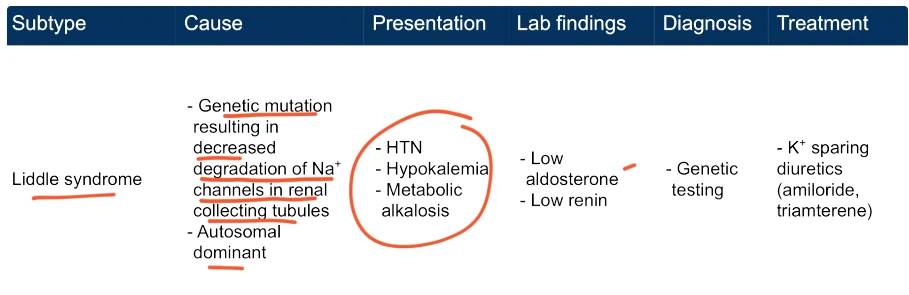 Subtype Cause Presentation Lab findings Diagnosis Treatment
Liddle syndrome
- Genetic mutation
resulting in
decreased
degradation of Na⁺
channels in renal
collecting tubules
- Autosomal
dominant
- HTN
- Hypokalemia
- Metabolic
alkalosis
- Low
aldosterone
- Low renin
- Genetic
testing
- K⁺ sparing
diuretics
(amiloride,
triamterene)